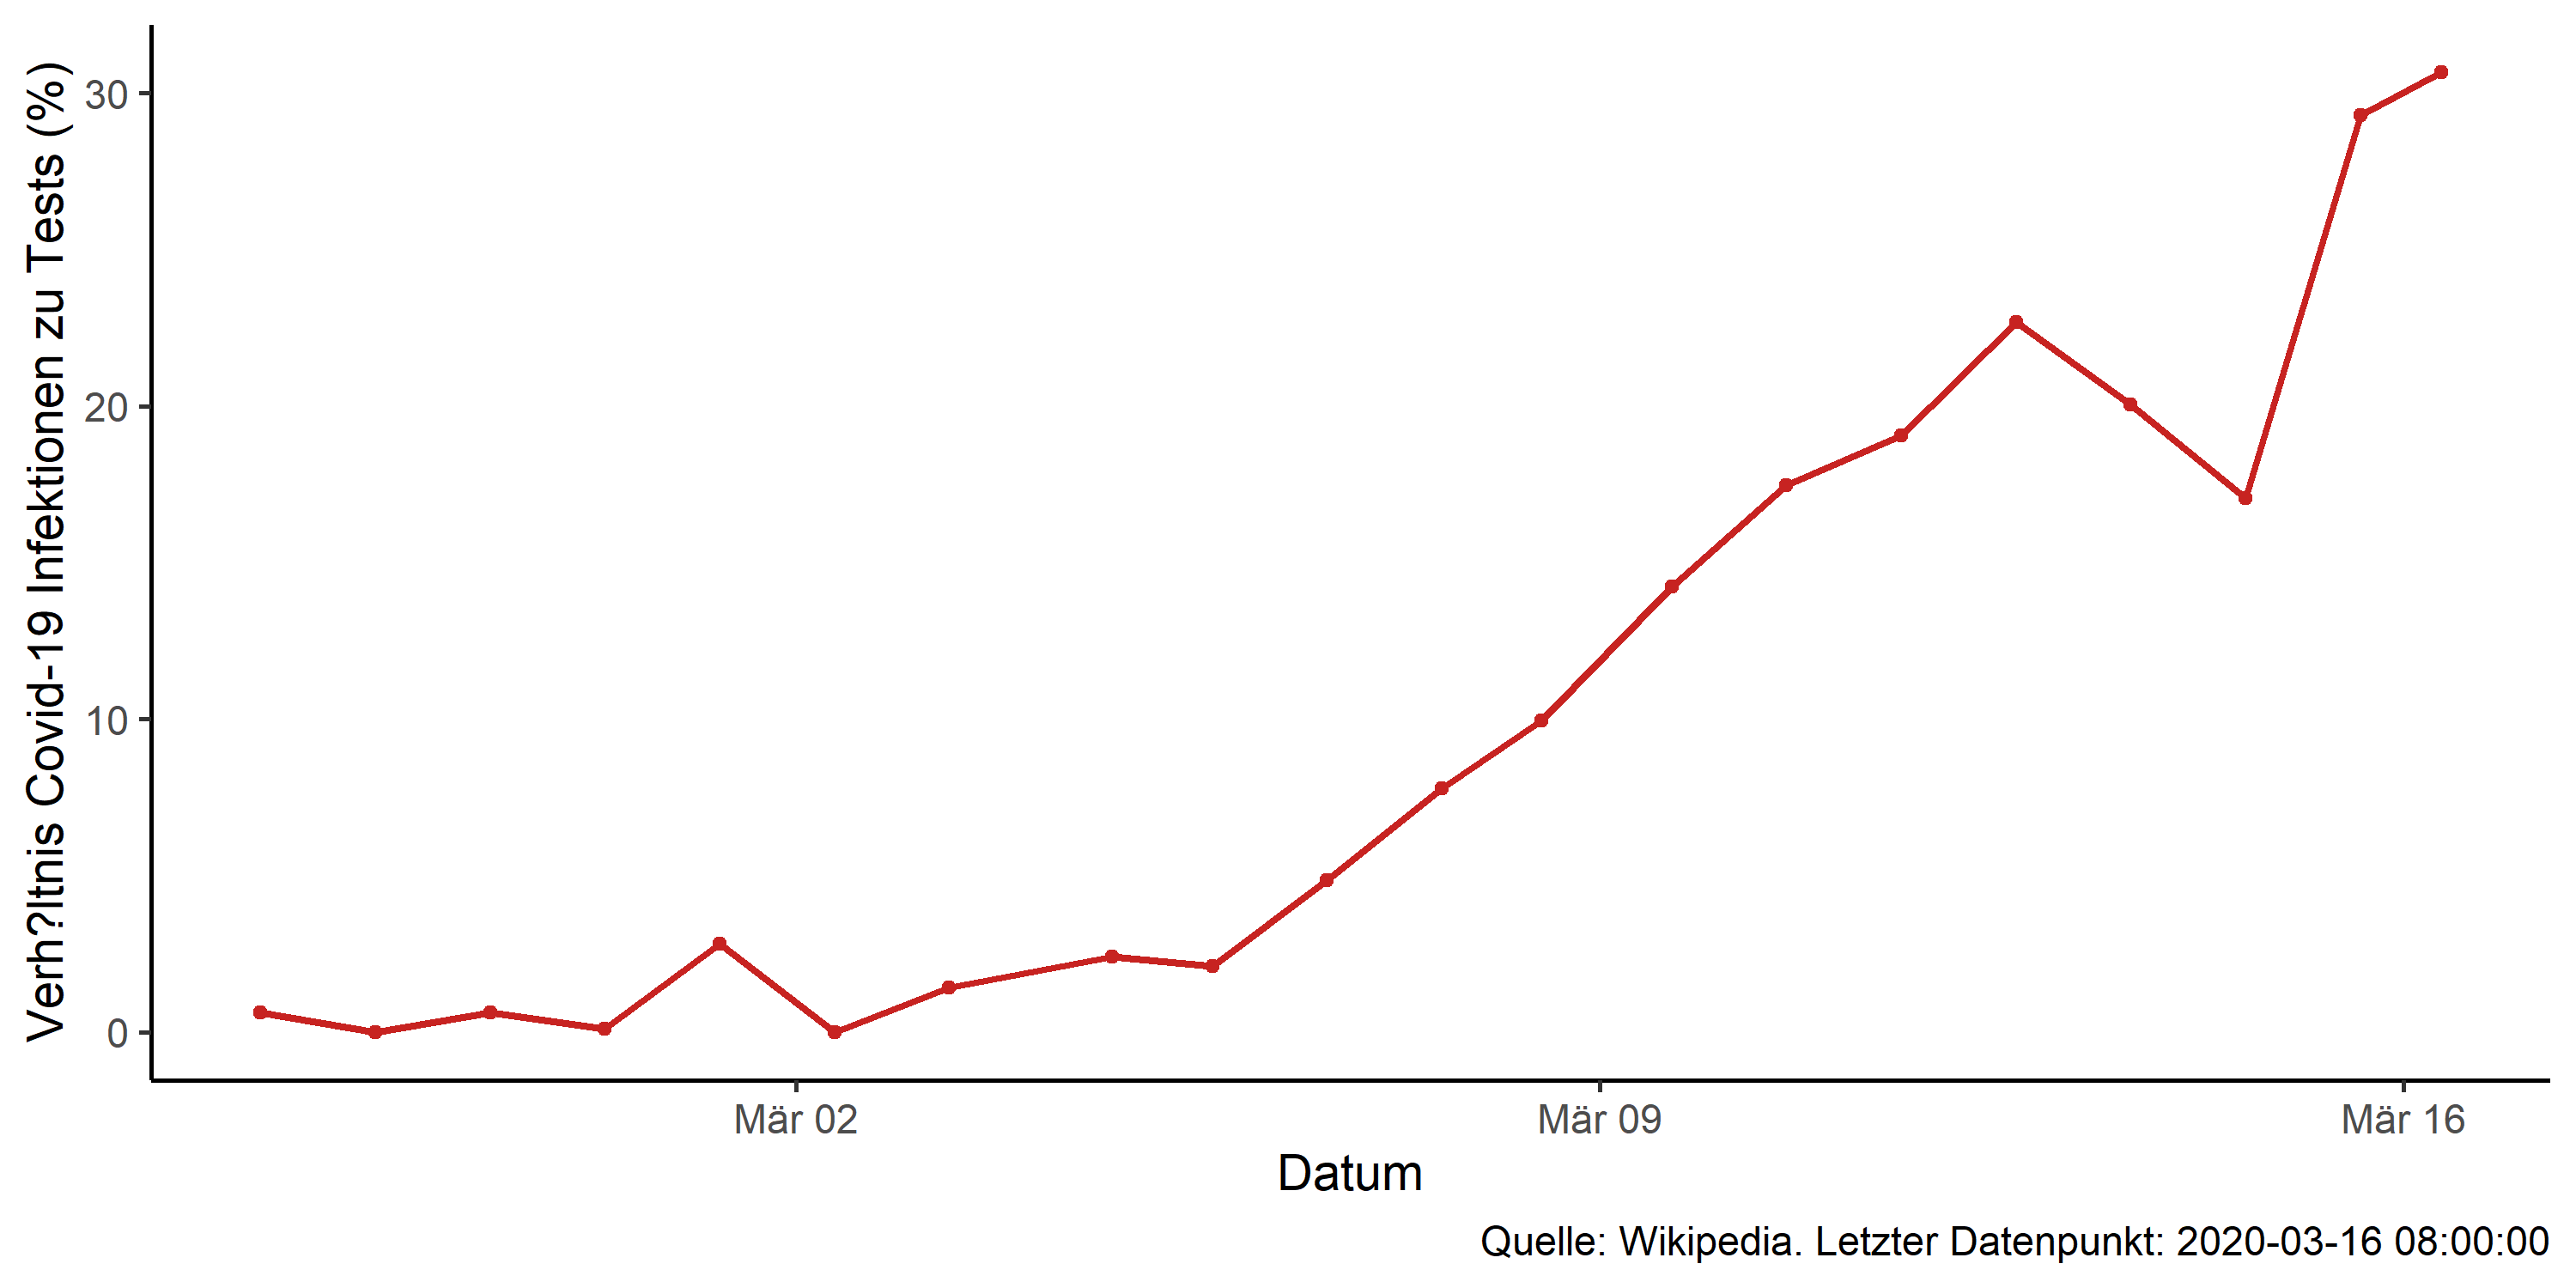 Verh?ltnis Covid-19 Infektionen zu Tests (%)
30
20
10
0
Mär 02
Mär 09
Mär 16
Datum
Quelle: Wikipedia. Letzter Datenpunkt: 2020-03-16 08:00:00